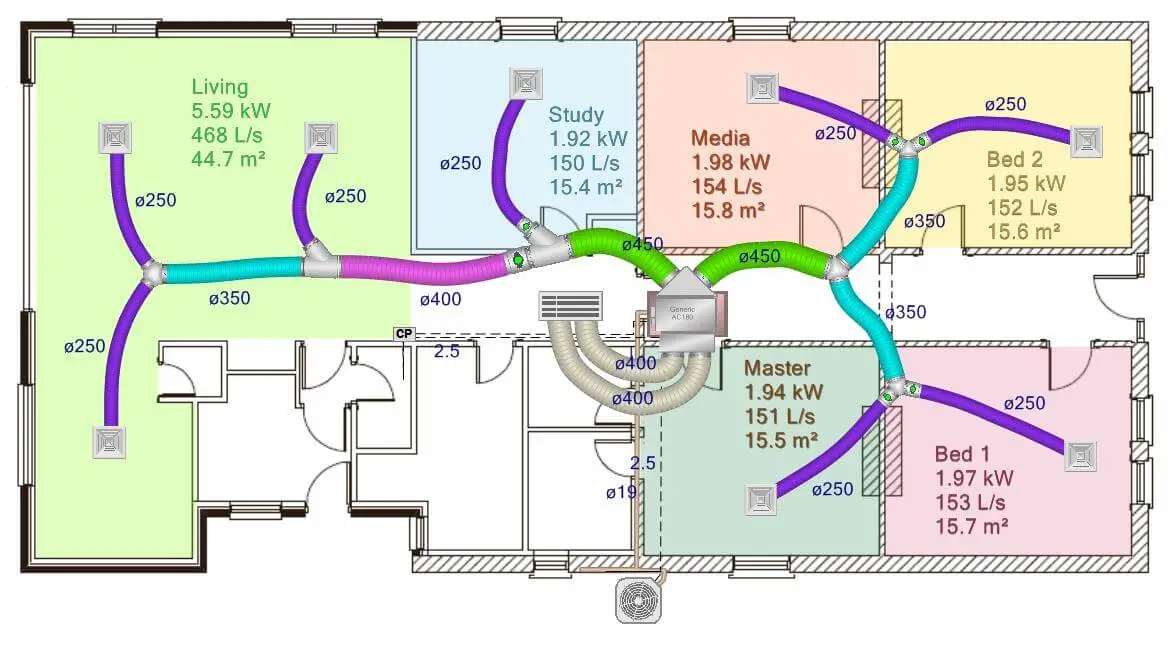 Living
5.59 kW
468 L/s
44.7 m²
Study
1.92 kW
150 L/s
15.4 m²
Media
1.98 kW
154 L/s
15.8 m²
Bed 2
1.95 kW
152 L/s
15.6 m²
ø250
ø250
ø250
ø250
ø250
ø350
ø450
ø450
ø350
ø400
ø350
ø250
Generic
AC180
CP
2.5
ø400
ø400
Master
1.94 kW
151 L/s
15.5 m²
ø250
Bed 1
1.97 kW
153 L/s
15.7 m²
2.5
ø19
ø250